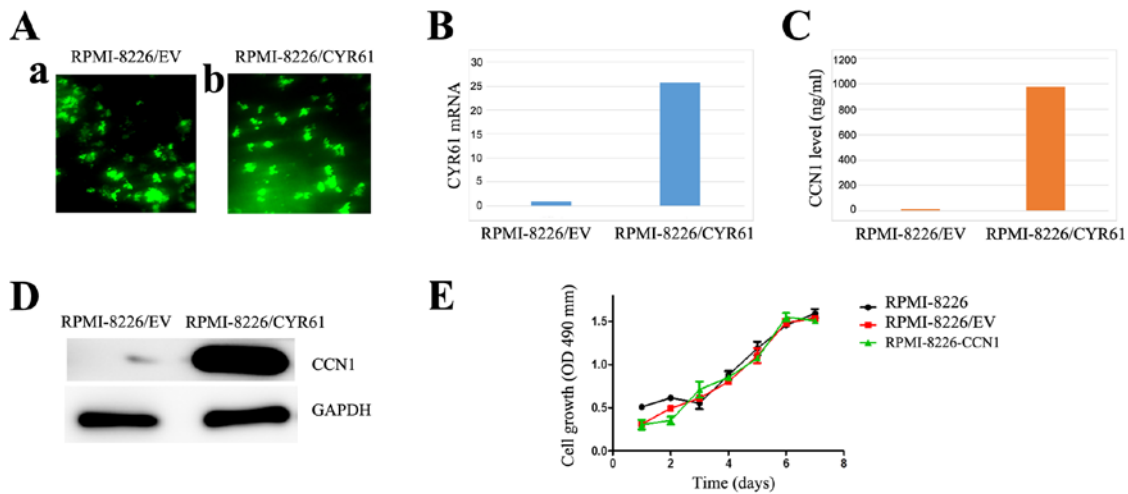 A
RPMI-8226/EV
RPMI-8226/CYR61
a
b
B
CYR61 mRNA
30
25
20
15
10
5
0
RPMI-8226/EV
RPMI-8226/CYR61
C
CCN1 level (ng/ml)
1200
1000
800
600
400
200
0
RPMI-8226/EV
RPMI-8226/CYR61
D
RPMI-8226/EV
RPMI-8226/CYR61
CCN1
GAPDH
E
Cell growth (OD 490 mm)
1.5
1.0
0.5
0.0
0
2
4
6
8
Time (days)
RPMI-8226
RPMI-8226/EV
RPMI-8226-CCN1